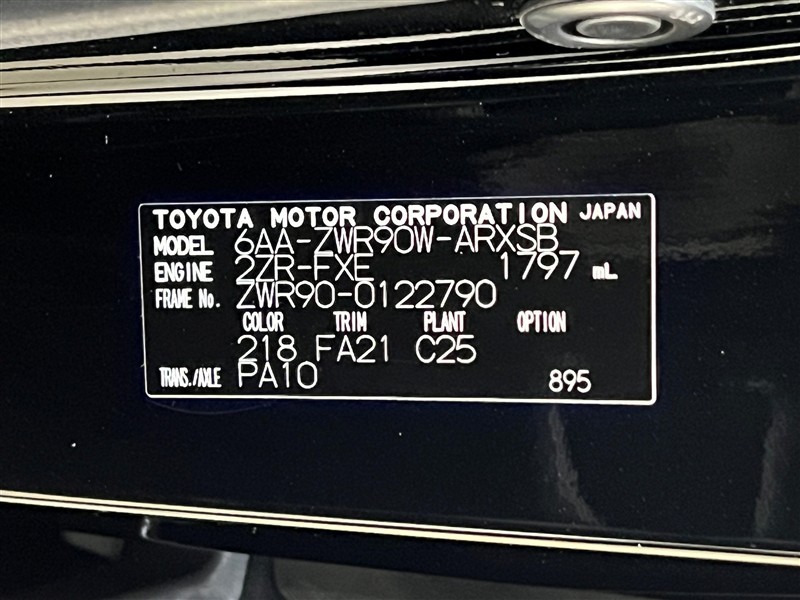 TOYOTA MOTOR CORPORATION JAPAN
MODEL 6AA-ZWR90W-ARXSB
ENGINE 2ZR-FXE 1797 mL
FRAME No. ZWR90-0122790
COLOR TRIM PLANT OPTION
218 FA21 C25
TRANS./AXLE PA10 895